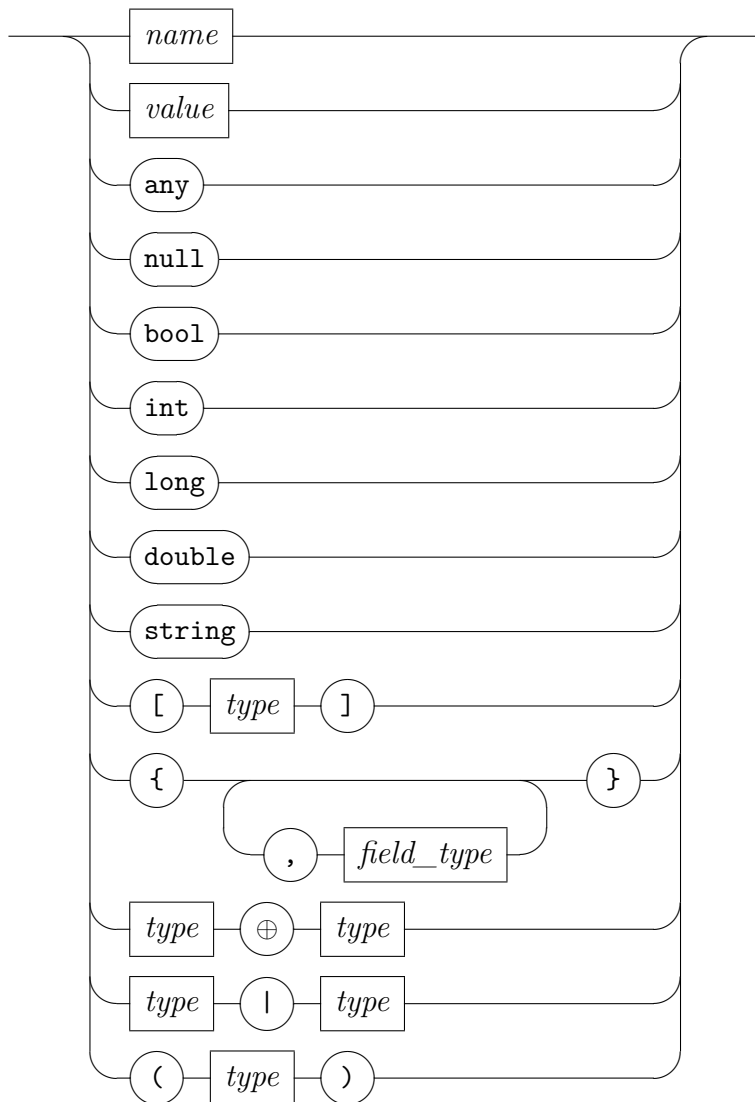 name
value
any
null
bool
int
long
double
string
[ type ]
{ }
, field_type
type ⊕ type
type | type
( type )